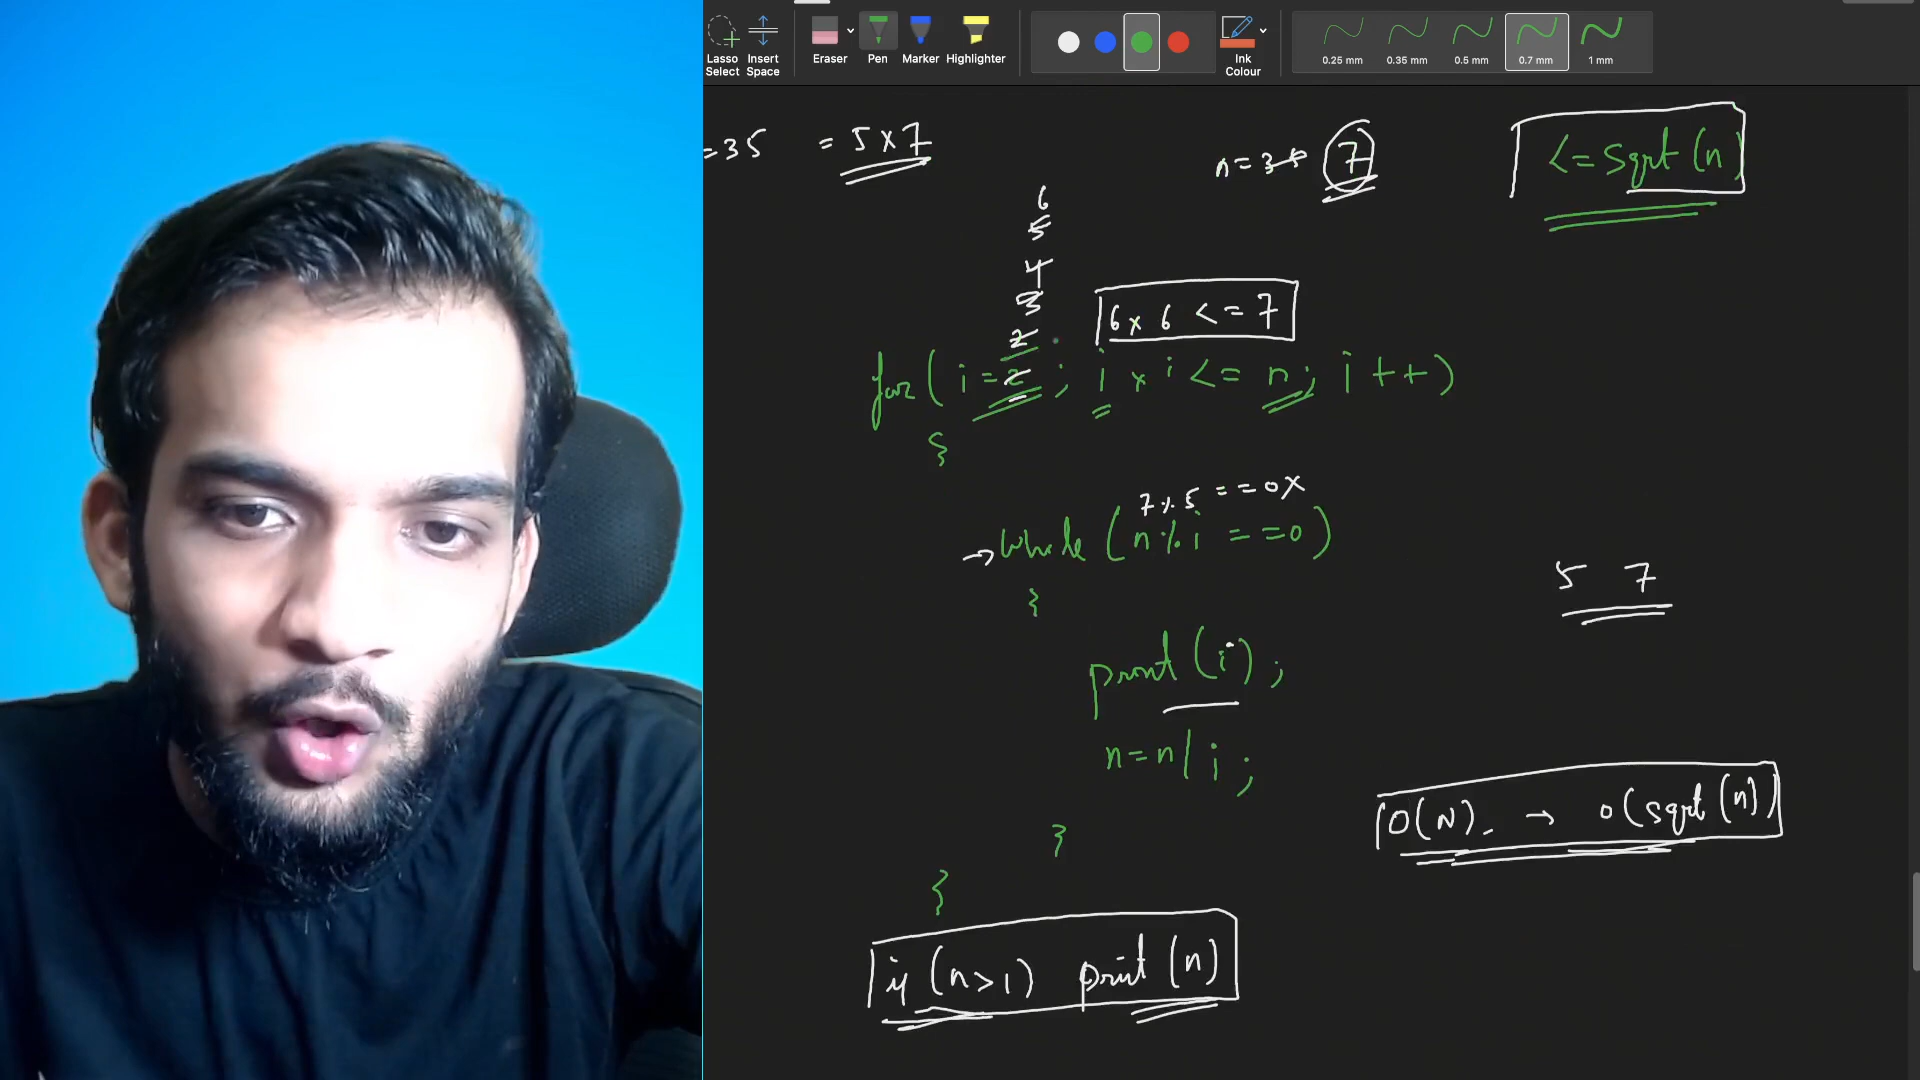 Lasso Select
Insert Space
Eraser
Pen
Marker
Highlighter
Ink Colour
0.25 mm
0.35 mm
0.5 mm
0.7 mm
1 mm
=35 = 5 x 7
n = 35 7
<= Sqrt (n)
6
5
4
3
2
6 x 6 <= 7
for ( i = 2 ; i x i <= n ; i ++ )
{
7 % 5 == 0 X
→ while ( n % i == 0 )
{
5 7
print (i) ;
n = n / i ;
O(N) → O(sqrt(n))
}
}
if (n>1) print (n)